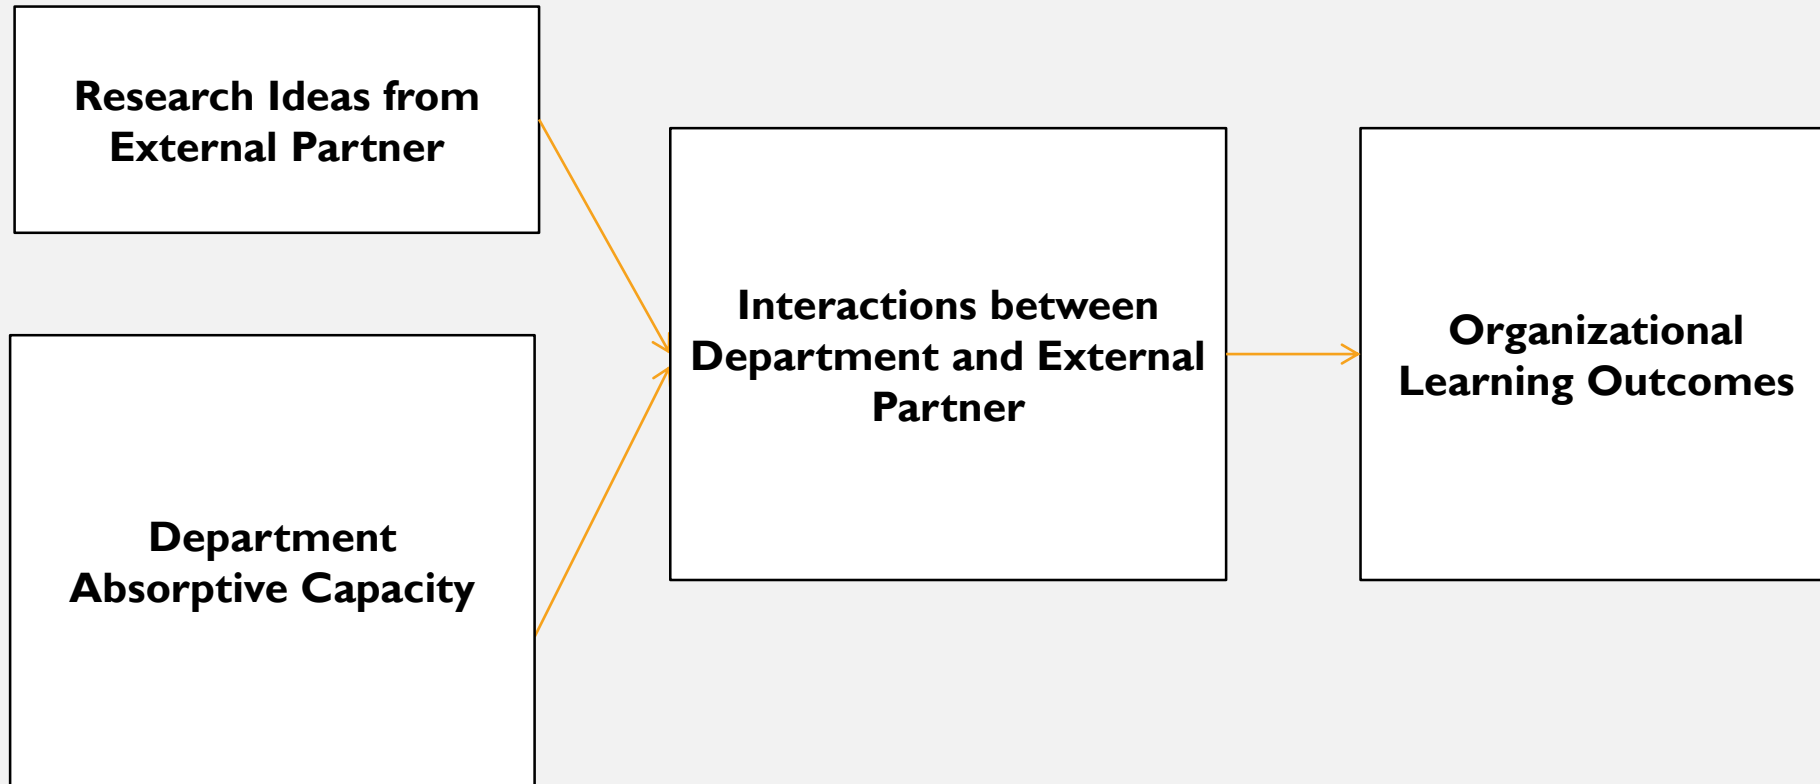 Research Ideas from
External Partner
Department
Absorptive Capacity
Interactions between
Department and External
Partner
Organizational
Learning Outcomes